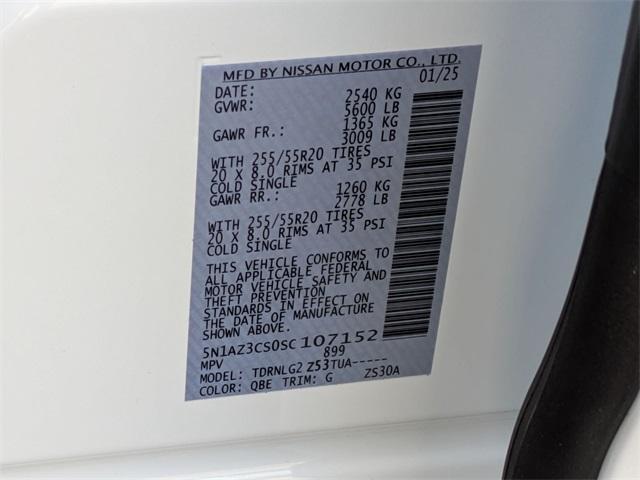 MFD BY NISSAN MOTOR CO., LTD.
DATE: 01/25
GVWR: 2540 KG
5600 LB
GAWR FR.: 1365 KG
3009 LB
WITH 255/55R20 TIRES
20 X 8.0 RIMS AT 35 PSI
COLD SINGLE
GAWR RR.: 1260 KG
2778 LB
WITH 255/55R20 TIRES
20 X 8.0 RIMS AT 35 PSI
COLD SINGLE
THIS VEHICLE CONFORMS TO
ALL APPLICABLE FEDERAL
MOTOR VEHICLE SAFETY AND
THEFT PREVENTION
STANDARDS IN EFFECT ON
THE DATE OF MANUFACTURE
SHOWN ABOVE.
5N1AZ3CS0SC107152
MPV 899
MODEL: TDRNLG2 Z53TUA-----
COLOR: QBE TRIM: G ZS30A